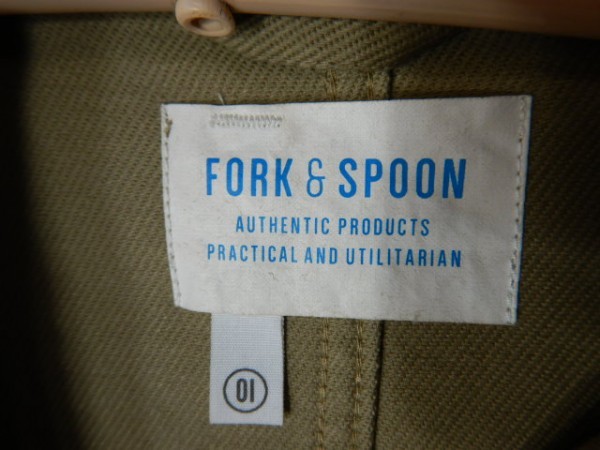 FORK & SPOON
AUTHENTIC PRODUCTS
PRACTICAL AND UTILITARIAN
01